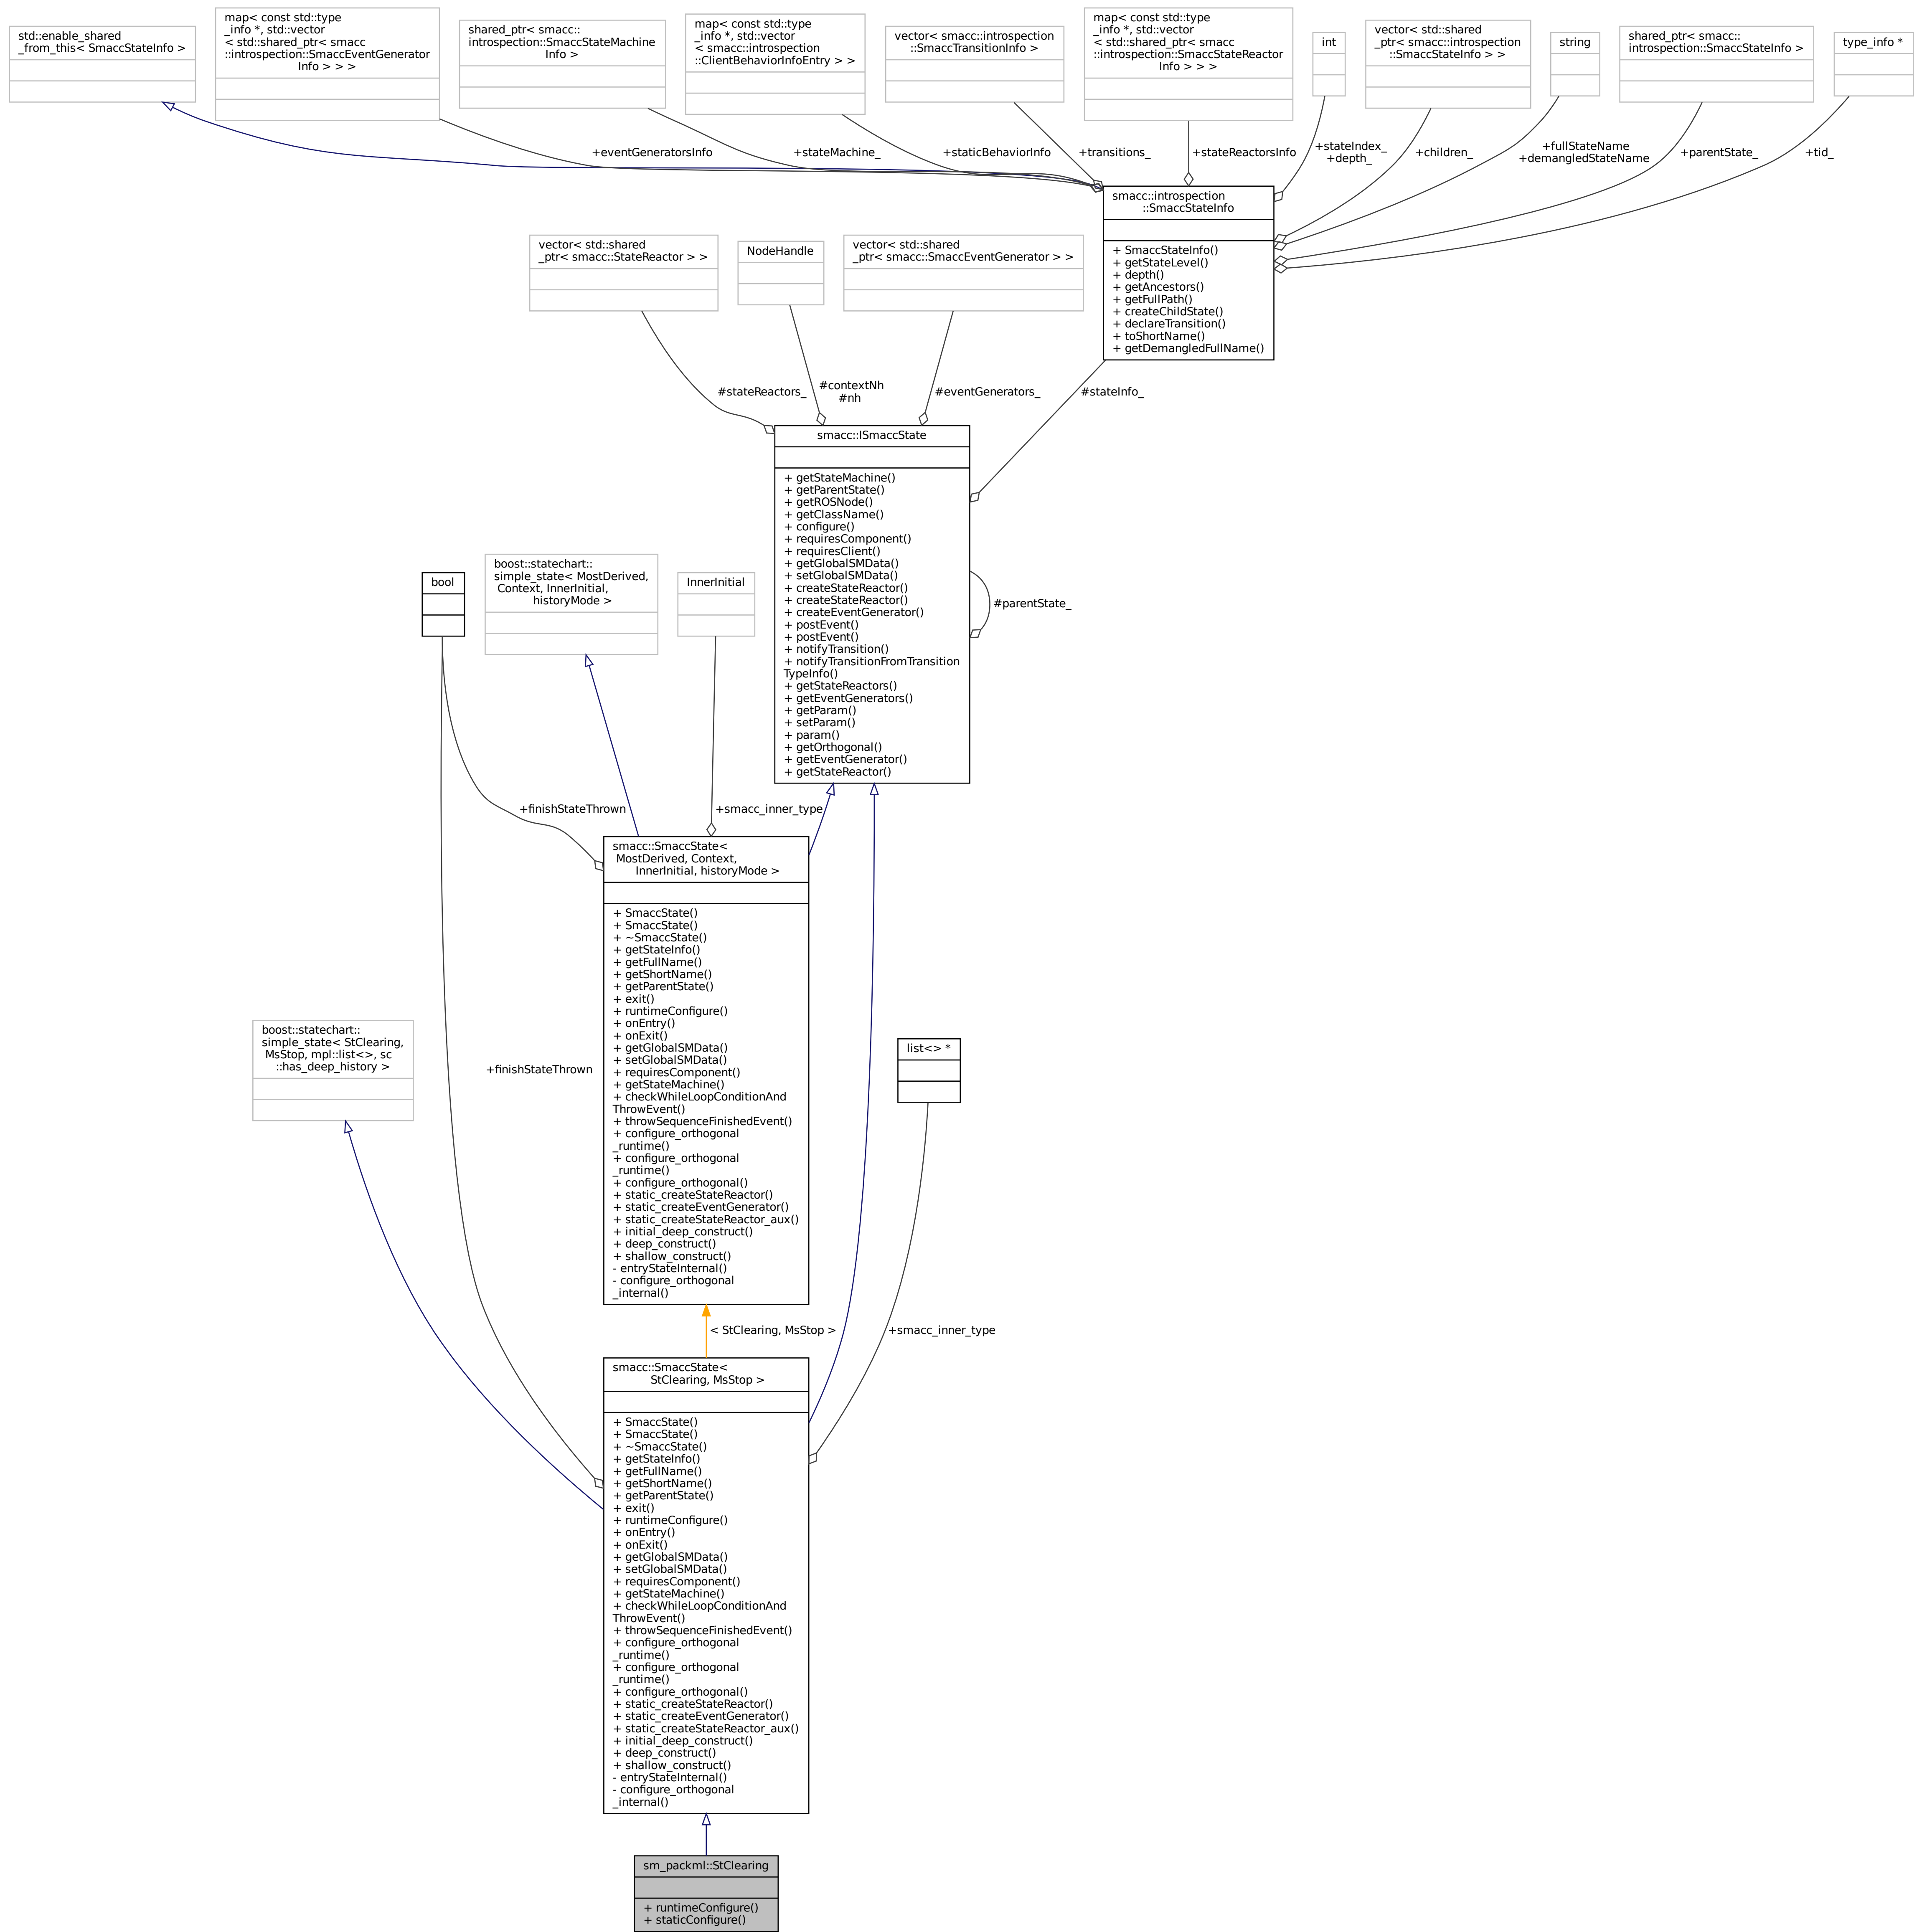 std::enable_shared
_from_this< SmaccStateInfo >
map< const std::type
_info *, std::vector
< std::shared_ptr< smacc
::introspection::SmaccEventGenerator
Info > > >
shared_ptr< smacc::
introspection::SmaccStateMachine
Info >
map< const std::type
_info *, std::vector
< smacc::introspection
::ClientBehaviorInfoEntry > >
vector< smacc::introspection
::SmaccTransitionInfo >
map< const std::type
_info *, std::vector
< std::shared_ptr< smacc
::introspection::SmaccStateReactor
Info > > >
int
vector< std::shared
_ptr< smacc::introspection
::SmaccStateInfo > >
string
shared_ptr< smacc::
introspection::SmaccStateInfo >
type_info *
+eventGeneratorsInfo
+stateMachine_
+staticBehaviorInfo
+transitions_
+stateReactorsInfo
+stateIndex_
+depth_
+children_
+fullStateName
+demangledStateName
+parentState_
+tid_
smacc::introspection
::SmaccStateInfo
+ SmaccStateInfo()
+ getStateLevel()
+ depth()
+ getAncestors()
+ getFullPath()
+ createChildState()
+ declareTransition()
+ toShortName()
+ getDemangledFullName()
vector< std::shared
_ptr< smacc::StateReactor > >
NodeHandle
vector< std::shared
_ptr< smacc::SmaccEventGenerator > >
#stateReactors_
#contextNh
#nh
#eventGenerators_
#stateInfo_
smacc::ISmaccState
+ getStateMachine()
+ getParentState()
+ getROSNode()
+ getClassName()
+ configure()
+ requiresComponent()
+ requiresClient()
+ getGlobalSMData()
+ setGlobalSMData()
+ createStateReactor()
+ createStateReactor()
+ createEventGenerator()
+ postEvent()
+ postEvent()
+ notifyTransition()
+ notifyTransitionFromTransition
TypeInfo()
+ getStateReactors()
+ getEventGenerators()
+ getParam()
+ setParam()
+ param()
+ getOrthogonal()
+ getEventGenerator()
+ getStateReactor()
#parentState_
bool
boost::statechart::
simple_state< MostDerived,
Context, InnerInitial,
historyMode >
InnerInitial
+finishStateThrown
+smacc_inner_type
smacc::SmaccState<
MostDerived, Context,
InnerInitial, historyMode >
+ SmaccState()
+ SmaccState()
+ ~SmaccState()
+ getStateInfo()
+ getFullName()
+ getShortName()
+ getParentState()
+ exit()
+ runtimeConfigure()
+ onEntry()
+ onExit()
+ getGlobalSMData()
+ setGlobalSMData()
+ requiresComponent()
+ getStateMachine()
+ checkWhileLoopConditionAnd
ThrowEvent()
+ throwSequenceFinishedEvent()
+ configure_orthogonal
_runtime()
+ configure_orthogonal
_runtime()
+ configure_orthogonal()
+ static_createStateReactor()
+ static_createEventGenerator()
+ static_createStateReactor_aux()
+ initial_deep_construct()
+ deep_construct()
+ shallow_construct()
- entryStateInternal()
- configure_orthogonal
_internal()
boost::statechart::
simple_state< StClearing,
MsStop, mpl::list<>, sc
::has_deep_history >
+finishStateThrown
list<> *
< StClearing, MsStop >
+smacc_inner_type
smacc::SmaccState<
StClearing, MsStop >
+ SmaccState()
+ SmaccState()
+ ~SmaccState()
+ getStateInfo()
+ getFullName()
+ getShortName()
+ getParentState()
+ exit()
+ runtimeConfigure()
+ onEntry()
+ onExit()
+ getGlobalSMData()
+ setGlobalSMData()
+ requiresComponent()
+ getStateMachine()
+ checkWhileLoopConditionAnd
ThrowEvent()
+ throwSequenceFinishedEvent()
+ configure_orthogonal
_runtime()
+ configure_orthogonal
_runtime()
+ configure_orthogonal()
+ static_createStateReactor()
+ static_createEventGenerator()
+ static_createStateReactor_aux()
+ initial_deep_construct()
+ deep_construct()
+ shallow_construct()
- entryStateInternal()
- configure_orthogonal
_internal()
sm_packml::StClearing
+ runtimeConfigure()
+ staticConfigure()